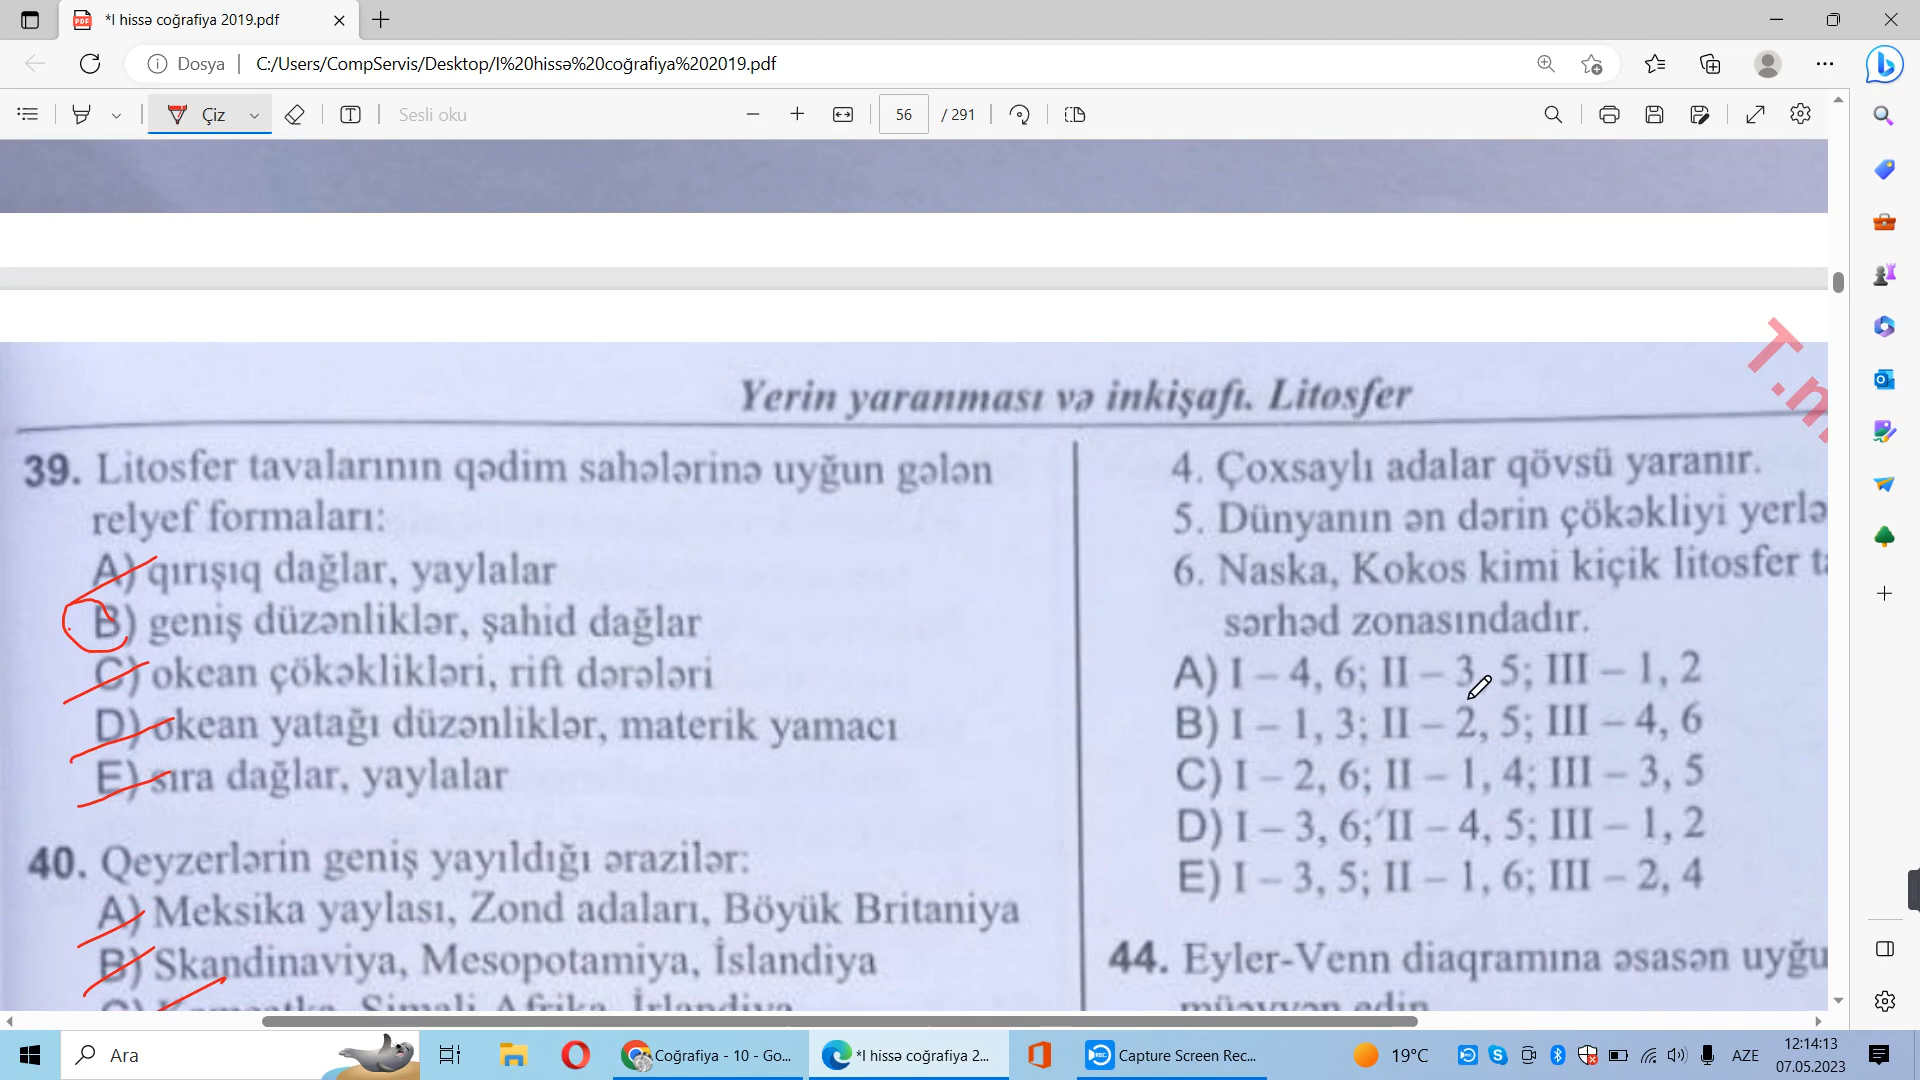 *I hissə coğrafiya 2019.pdf
Dosya
C:/Users/CompServis/Desktop/I%20hissə%20coğrafiya%202019.pdf
Çiz
Sesli oku
56
/ 291
T.m
Yerin yaranması və inkişafı. Litosfer
39. Litosfer tavalarının qədim sahələrinə uyğun gələn
relyef formaları:
A) qırışıq dağlar, yaylalar
B) geniş düzənliklər, şahid dağlar
C) okean çökəklikləri, rift dərələri
D) okean yatağı düzənliklər, materik yamacı
E) sıra dağlar, yaylalar
40. Qeyzerlərin geniş yayıldığı ərazilər:
A) Meksika yaylası, Zond adaları, Böyük Britaniya
B) Skandinaviya, Mesopotamiya, İslandiya
C) Kamçatka, Şimali Afrika, İrlandiya
4. Çoxsaylı adalar qövsü yaranır.
5. Dünyanın ən dərin çökəkliyi yerlə
6. Naska, Kokos kimi kiçik litosfer t
sərhəd zonasındadır.
A) I – 4, 6; II – 3, 5; III – 1, 2
B) I – 1, 3; II – 2, 5; III – 4, 6
C) I – 2, 6; II – 1, 4; III – 3, 5
D) I – 3, 6; II – 4, 5; III – 1, 2
E) I – 3, 5; II – 1, 6; III – 2, 4
44. Eyler-Venn diaqramına əsasən uyğu
müəyyən edin
Ara
Coğrafiya - 10 - Go...
*I hissə coğrafiya 2...
Capture Screen Rec...
19°C
AZE
12:14:13
07.05.2023